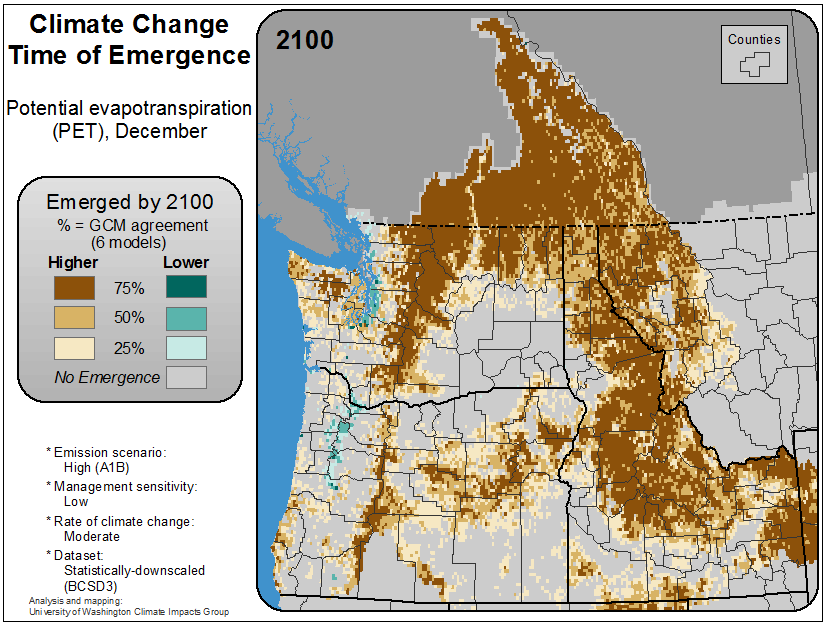 Climate Change
Time of Emergence
Potential evapotranspiration
(PET), December
Emerged by 2100
% = GCM agreement
(6 models)
Higher Lower
75%
50%
25%
No Emergence
* Emission scenario:
High (A1B)
* Management sensitivity:
Low
* Rate of climate change:
Moderate
* Dataset:
Statistically-downscaled
(BCSD3)
Analysis and mapping:
University of Washington Climate Impacts Group
2100
Counties